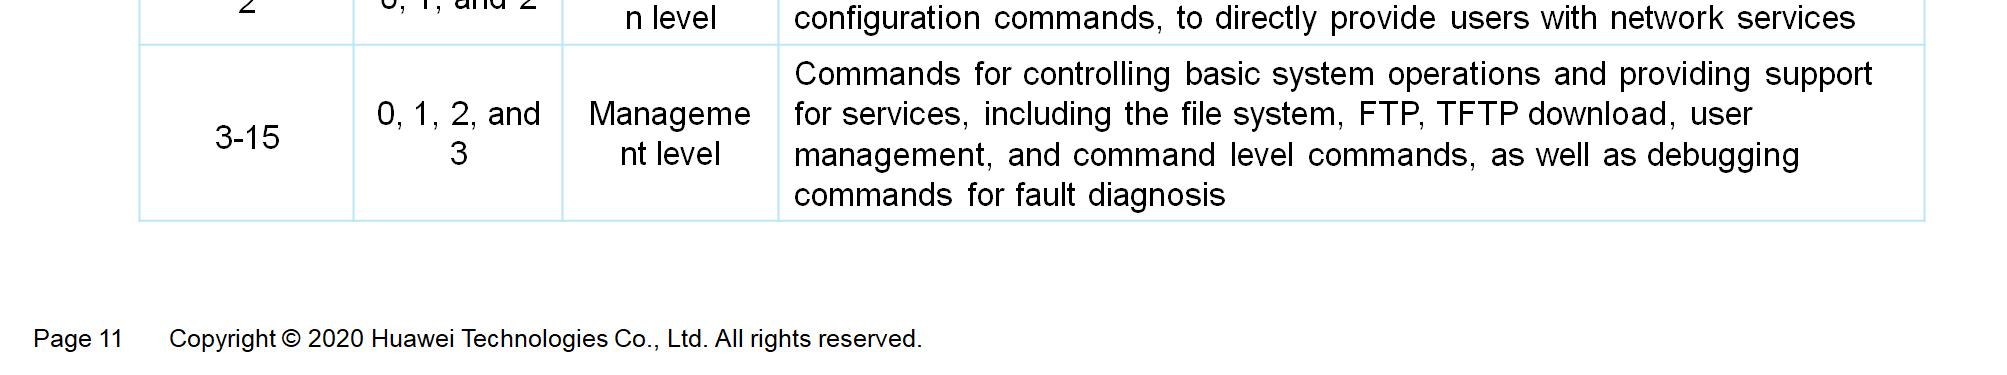 2
0, 1, and 2
n level
configuration commands, to directly provide users with network services
3-15
0, 1, 2, and
3
Manageme
nt level
Commands for controlling basic system operations and providing support
for services, including the file system, FTP, TFTP download, user
management, and command level commands, as well as debugging
commands for fault diagnosis
Page 11
Copyright © 2020 Huawei Technologies Co., Ltd. All rights reserved.